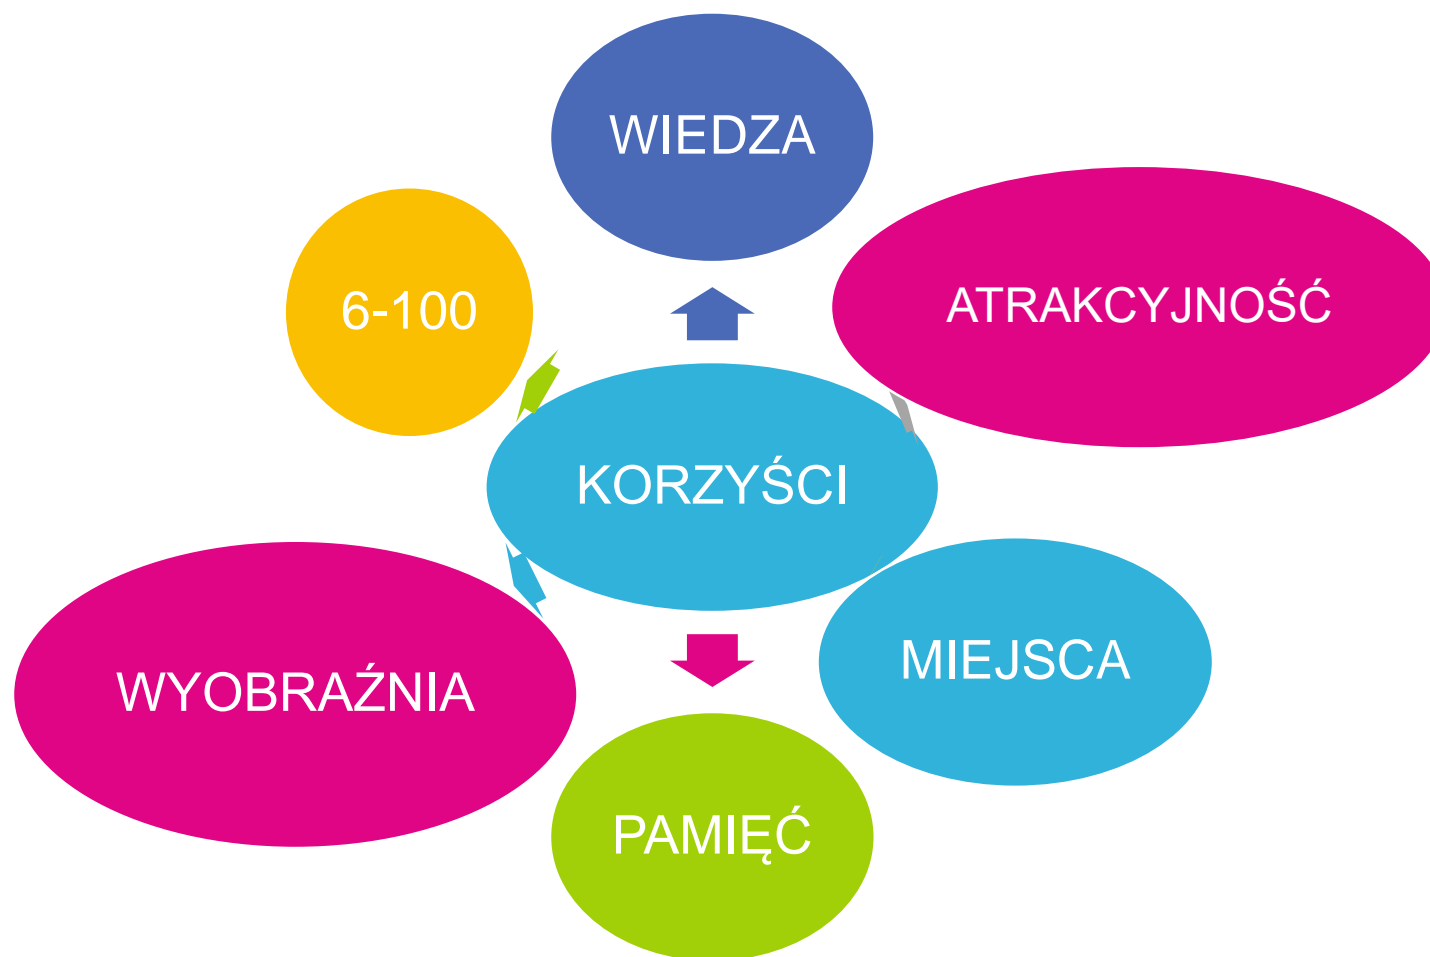 WIEDZA
6-100
ATRAKCYJNOŚĆ
KORZYŚCI
WYOBRAŹNIA
MIEJSCA
PAMIĘĆ